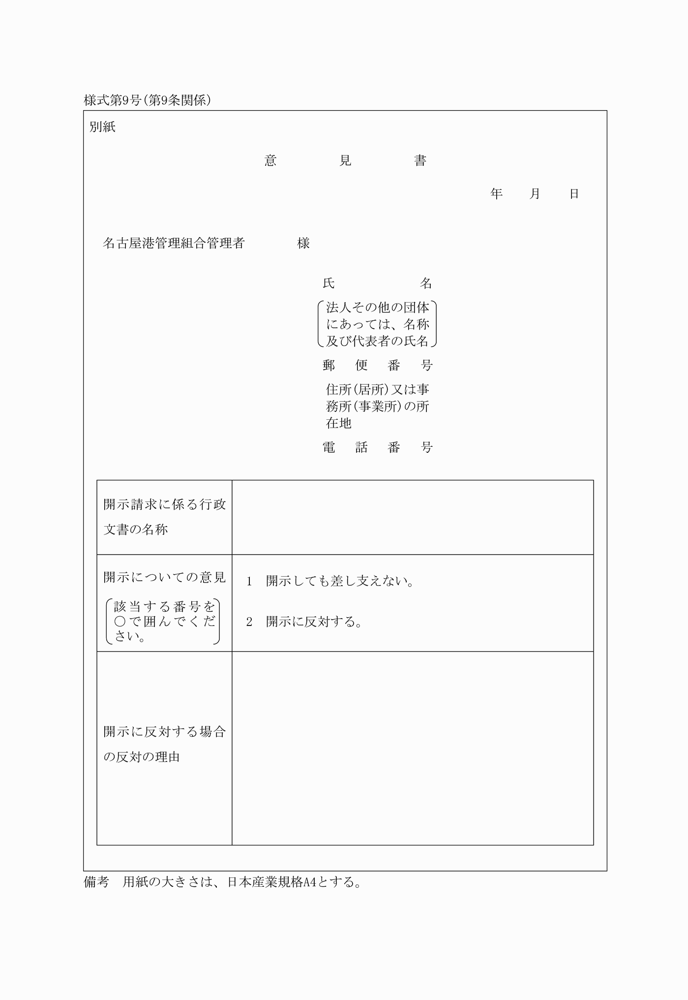 様式第9号(第9条関係)
別紙
意 見 書
年 月 日
名古屋港管理組合管理者 様
氏 名
法人その他の団体
にあっては、名称
及び代表者の氏名
郵便番号
住所(居所)又は事
務所(事業所)の所
在地
電話番号
開示請求に係る行政
文書の名称
開示についての意見
該当する番号を
○で囲んでくだ
さい。
1 開示しても差し支えない。
2 開示に反対する。
開示に反対する場合
の反対の理由
備考 用紙の大きさは、日本産業規格A4とする。